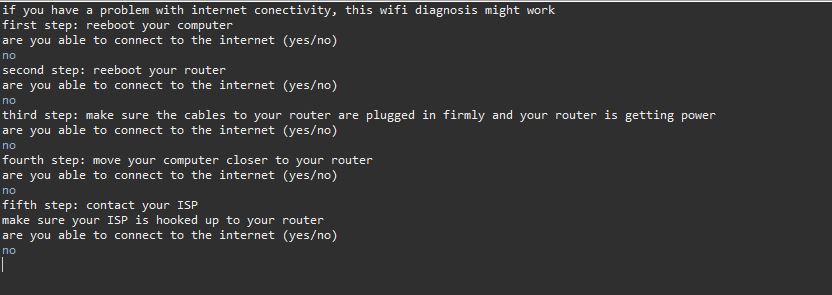 if you have a problem with internet conectivity, this wifi diagnosis might work
first step: reeboot your computer
are you able to connect to the internet (yes/no)
no
second step: reeboot your router
are you able to connect to the internet (yes/no)
no
third step: make sure the cables to your router are plugged in firmly and your router is getting power
are you able to connect to the internet (yes/no)
no
fourth step: move your computer closer to your router
are you able to connect to the internet (yes/no)
no
fifth step: contact your ISP
make sure your ISP is hooked up to your router
are you able to connect to the internet (yes/no)
no